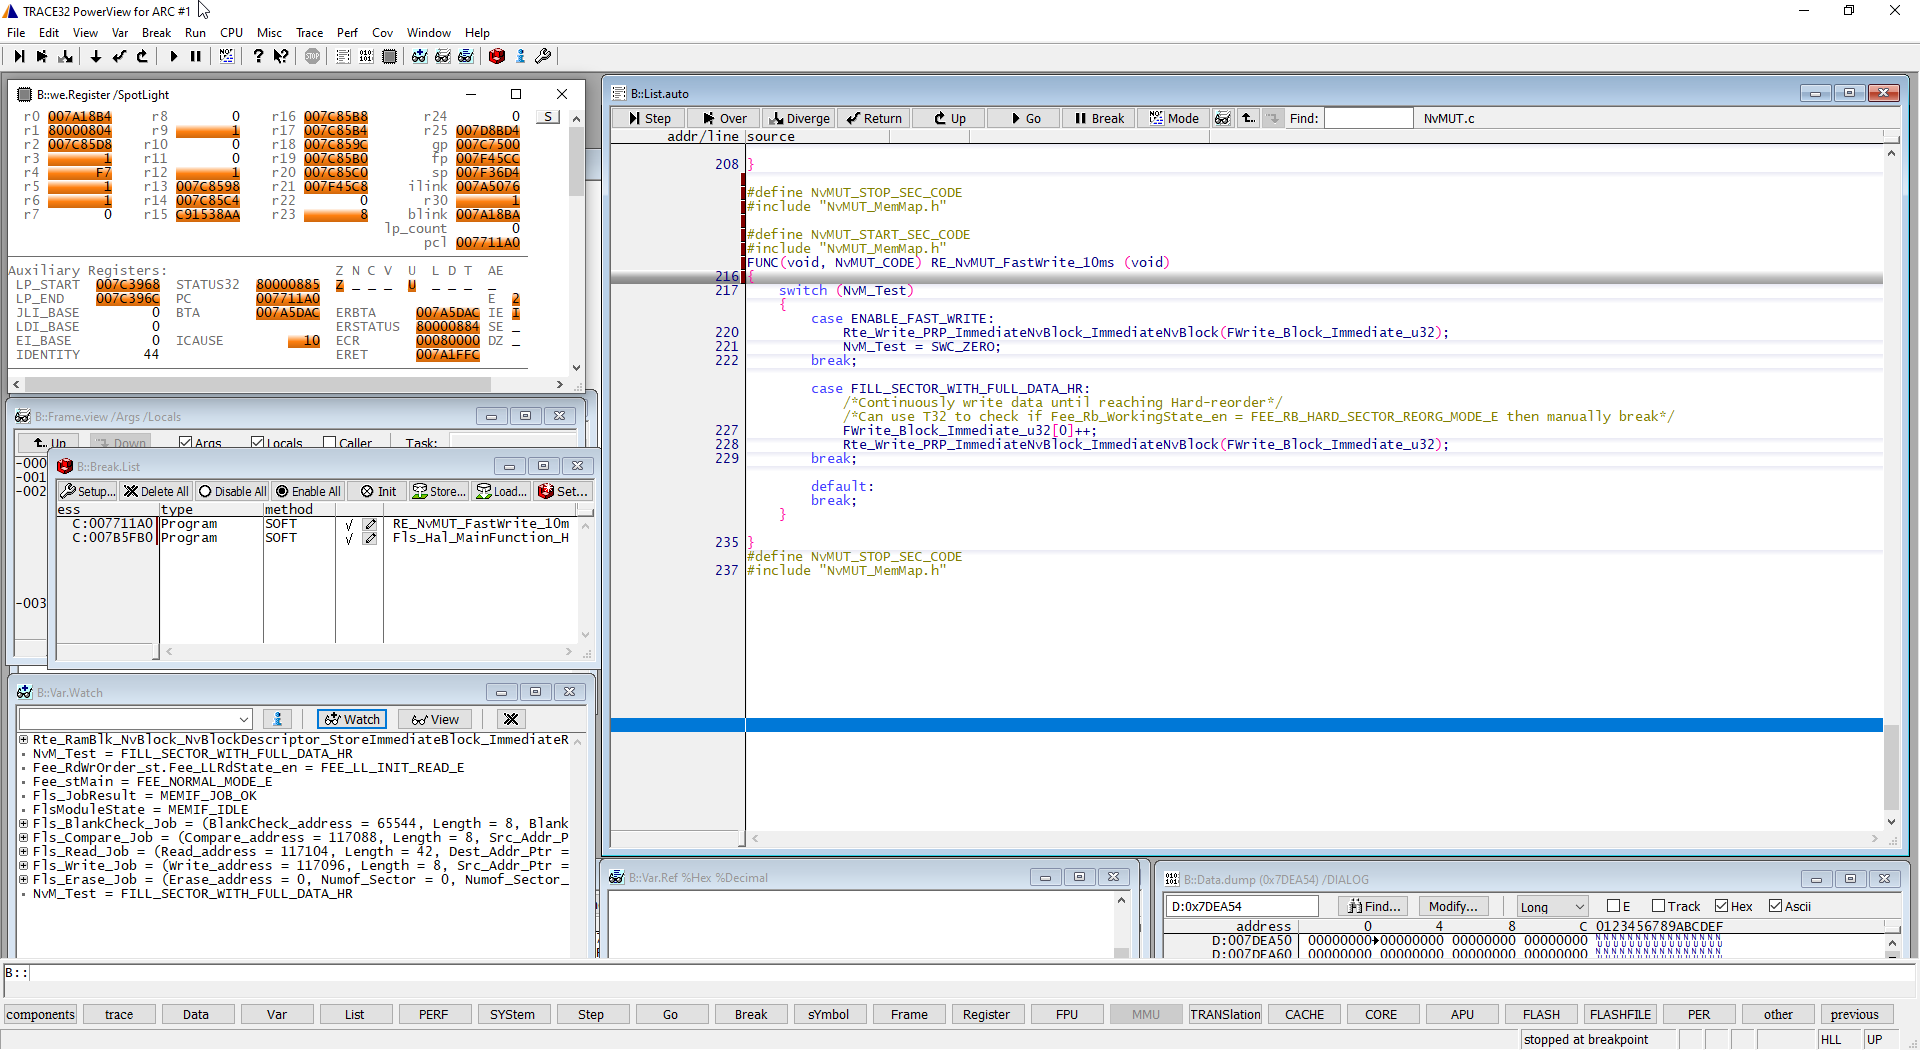 TRACE32 PowerView for ARC #1
File Edit View Var Break Run CPU Misc Trace Perf Cov Window Help
B::we.Register /SpotLight
r0 007A18B4 r8 0 r16 007C85B8 r24 0
r1 80000804 r9 1 r17 007C85B4 r25 007D8BD4
r2 007C85D8 r10 0 r18 007C859C gp 007C7500
r3 1 r11 0 r19 007C85B0 fp 007F45CC
r4 F7 r12 1 r20 007C85C0 sp 007F36D4
r5 1 r13 007C8598 r21 007F45C8 ilink 007A5076
r6 1 r14 007C85C4 r22 0 r30 1
r7 0 r15 C91538AA r23 8 blink 007A18BA
lp_count 0
pcl 007711A0
S
Auxiliary Registers: Z N C V U L D T AE
LP_START 007C3968 STATUS32 80000885 Z _ _ _ U _ _ _ _
LP_END 007C396C PC 007711A0 E 2
JLI_BASE 0 BTA 007A5DAC ERBTA 007A5DAC IE I
LDI_BASE 0 ERSTATUS 80000884 SE _
EI_BASE 0 ICAUSE 10 ECR 00080000 DZ _
IDENTITY 44 ERET 007A1FFC
B::Frame.view /Args /Locals
Up Down Args Locals Caller Task:
-000
-001
-002
-003
B::Break.List
Setup... Delete All Disable All Enable All Init Store... Load... Set...
ess type method
C:007711A0 Program SOFT √ RE_NvMUT_FastWrite_10m
C:007B5FB0 Program SOFT √ Fls_Hal_MainFunction_H
B::Var.Watch
Watch View
Rte_RamBlk_NvBlock_NvBlockDescriptor_StoreImmediateBlock_ImmediateR
NvM_Test = FILL_SECTOR_WITH_FULL_DATA_HR
Fee_RdWrOrder_st.Fee_LLRdState_en = FEE_LL_INIT_READ_E
Fee_stMain = FEE_NORMAL_MODE_E
Fls_JobResult = MEMIF_JOB_OK
FlsModuleState = MEMIF_IDLE
Fls_BlankCheck_Job = (BlankCheck_address = 65544, Length = 8, Blank
Fls_Compare_Job = (Compare_address = 117088, Length = 8, Src_Addr_P
Fls_Read_Job = (Read_address = 117104, Length = 42, Dest_Addr_Ptr =
Fls_Write_Job = (Write_address = 117096, Length = 8, Src_Addr_Ptr =
Fls_Erase_Job = (Erase_address = 0, Numof_Sector = 0, Numof_Sector_
NvM_Test = FILL_SECTOR_WITH_FULL_DATA_HR
B::List.auto
Step Over Diverge Return Up Go Break Mode Find: NvMUT.c
addr/line source
208 }
#define NvMUT_STOP_SEC_CODE
#include "NvMUT_MemMap.h"
#define NvMUT_START_SEC_CODE
#include "NvMUT_MemMap.h"
FUNC(void, NvMUT_CODE) RE_NvMUT_FastWrite_10ms (void)
216 {
217 switch (NvM_Test)
{
case ENABLE_FAST_WRITE:
220 Rte_Write_PRP_ImmediateNvBlock_ImmediateNvBlock(FWrite_Block_Immediate_u32);
221 NvM_Test = SWC_ZERO;
222 break;
case FILL_SECTOR_WITH_FULL_DATA_HR:
/*Continuously write data until reaching Hard-reorder*/
/*Can use T32 to check if Fee_Rb_WorkingState_en = FEE_RB_HARD_SECTOR_REORG_MODE_E then manually break*/
227 FWrite_Block_Immediate_u32[0]++;
228 Rte_Write_PRP_ImmediateNvBlock_ImmediateNvBlock(FWrite_Block_Immediate_u32);
229 break;
default:
break;
}
235 }
#define NvMUT_STOP_SEC_CODE
237 #include "NvMUT_MemMap.h"
B::Var.Ref %Hex %Decimal
B::Data.dump (0x7DEA54) /DIALOG
D:0x7DEA54 Find... Modify... Long E Track Hex Ascii
address 0 4 8 C 0123456789ABCDEF
D:007DEA50 00000000 00000000 00000000 00000000
D:007DEA60 00000000 00000000 00000000 00000000
B::
components trace Data Var List PERF SYStem Step Go Break sYmbol Frame Register FPU MMU TRANSlation CACHE CORE APU FLASH FLASHFILE PER other previous
stopped at breakpoint HLL UP